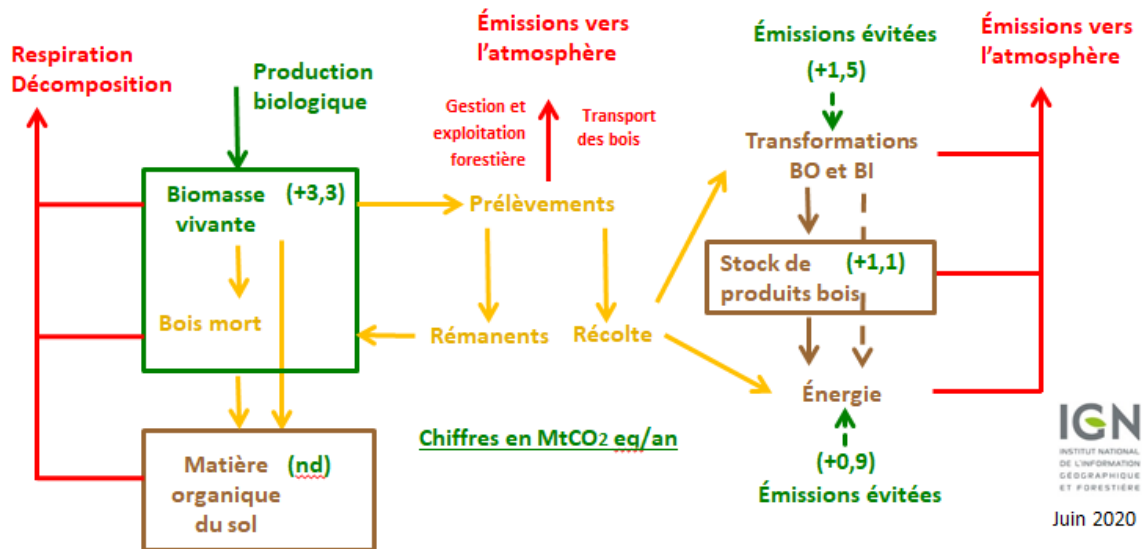 Respiration
Décomposition
Production
biologique
Émissions vers
l’atmosphère
Gestion et
exploitation
forestière
Transport
des bois
Émissions évitées
(+1,5)
Émissions vers
l’atmosphère
Biomasse (+3,3)
vivante
Prélèvements
Transformations
BO et BI
Stock de (+1,1)
produits bois
Bois mort
Rémanents
Récolte
Énergie
Matière (nd)
organique
du sol
Chiffres en MtCO2 eq/an
(+0,9)
Émissions évitées
IGN
INSTITUT NATIONAL
DE L’INFORMATION
GÉOGRAPHIQUE
ET FORESTIÈRE
Juin 2020